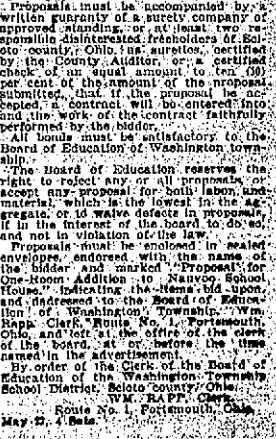 Proposals must be accompanied by a
written guaranty of a surety company of
approved standing, or at least two re-
sponsible disinterested freeholders of Sci-
oto county, Ohio, as sureties, certified
by the County Auditor, or a certified
check of an equal amount to ten (10)
per cent of the amount of the proposal
submitted, that if the proposal be ac-
cepted, a contract will be entered into
and the work of the contract faithfully
performed by the bidder.
All bonds must be satisfactory to the
Board of Education of Washington town-
ship.
The Board of Education reserves the
right to reject any or all proposals, or
accept any proposal for both labor and
material, which is the lowest in the ag-
gregate, or to waive defects in proposals,
if in the interest of the board to do so,
and not in violation of the law.
Proposals must be enclosed in sealed
envelope, endorsed with the name of
the bidder and marked "Proposal for
One-Room Addition to Nauvoo School
House," indicating the items bid upon,
and dadressed to the Board of Educa-
tion of Washington Township, Wm.
Rapp, Clerk, Route No. 1, Portsmouth,
Ohio, and left at the office of the clerk
of the board, at or before the time
named in the advertisement.
By order of the Clerk of the Board of
Education of the Washington Township
School District, Scioto County, Ohio.
WM. RAPP, Clerk.
Route No. 1, Portsmouth, Ohio.
May 4 Sats.